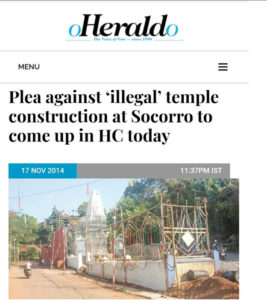 oHeraldo
The Voice of Goa – since 1900
MENU
Plea against ‘illegal’ temple
construction at Socorro to
come up in HC today
17 NOV 2014
11:37PM IST